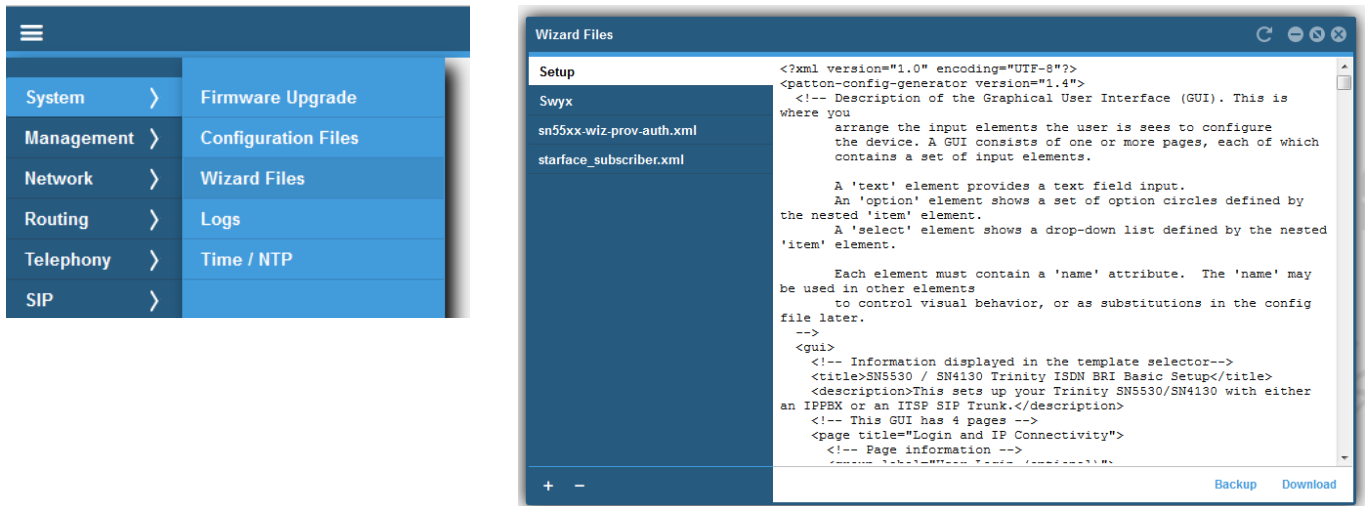 System
Management
Network
Routing
Telephony
SIP
Firmware Upgrade
Configuration Files
Wizard Files
Logs
Time / NTP
Wizard Files
Setup
Swyx
sn55xx-wiz-prov-auth.xml
starface_subscriber.xml
<?xml version="1.0" encoding="UTF-8"?>
<patton-config-generator version="1.4">
<!-- Description of the Graphical User Interface (GUI). This is
where you
arrange the input elements the user is sees to configure
the device. A GUI consists of one or more pages, each of which
contains a set of input elements.
A 'text' element provides a text field input.
An 'option' element shows a set of option circles defined by
the nested 'item' element.
A 'select' element shows a drop-down list defined by the nested
'item' element.
Each element must contain a 'name' attribute.  The 'name' may
be used in other elements
to control visual behavior, or as substitutions in the config
file later.
-->
<gui>
<!-- Information displayed in the template selector-->
<title>SN5530 / SN4130 Trinity ISDN BRI Basic Setup</title>
<description>This sets up your Trinity SN5530/SN4130 with either
an IPPBX or an ITSP SIP Trunk.</description>
<!-- This GUI has 4 pages -->
<page title="Login and IP Connectivity">
<!-- Page information -->
+ −
Backup Download